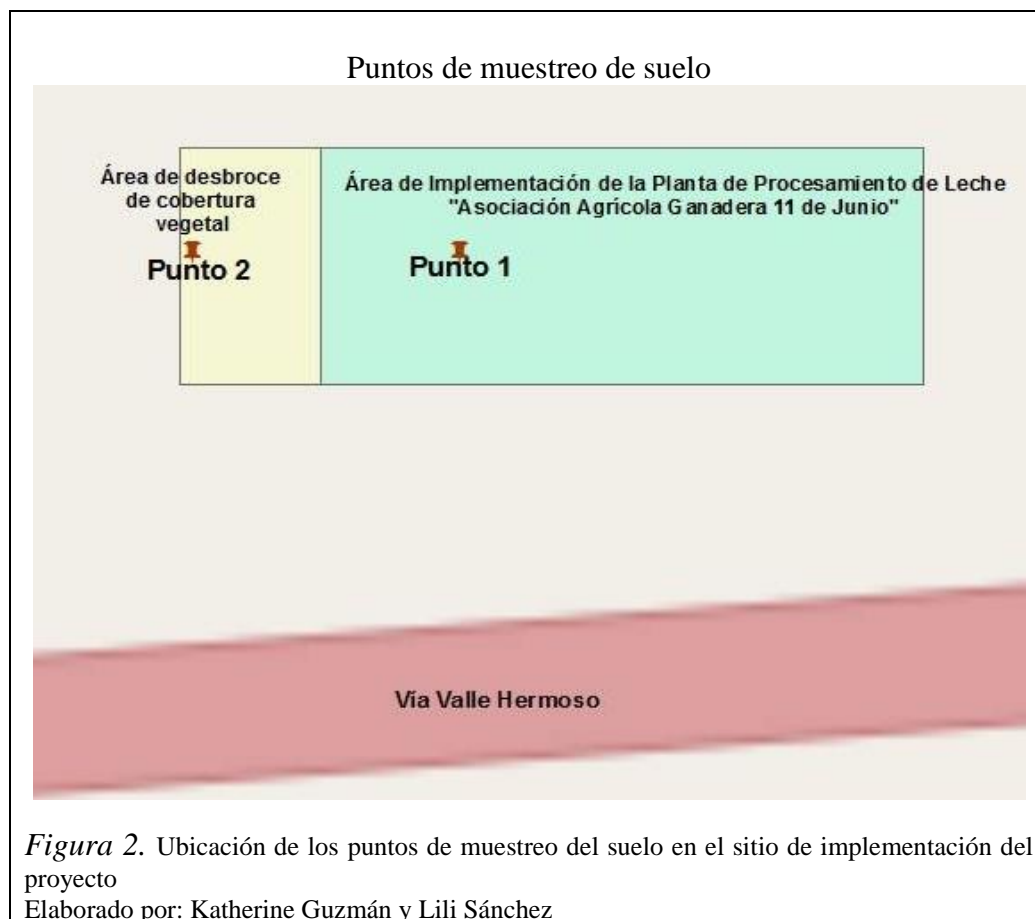 Puntos de muestreo de suelo
Área de desbroce
de cobertura
vegetal
Punto 2
Área de Implementación de la Planta de Procesamiento de Leche
"Asociación Agrícola Ganadera 11 de Junio"
Punto 1
Vía Valle Hermoso
Figura 2. Ubicación de los puntos de muestreo del suelo en el sitio de implementación del
proyecto
Elaborado por: Katherine Guzmán y Lili Sánchez